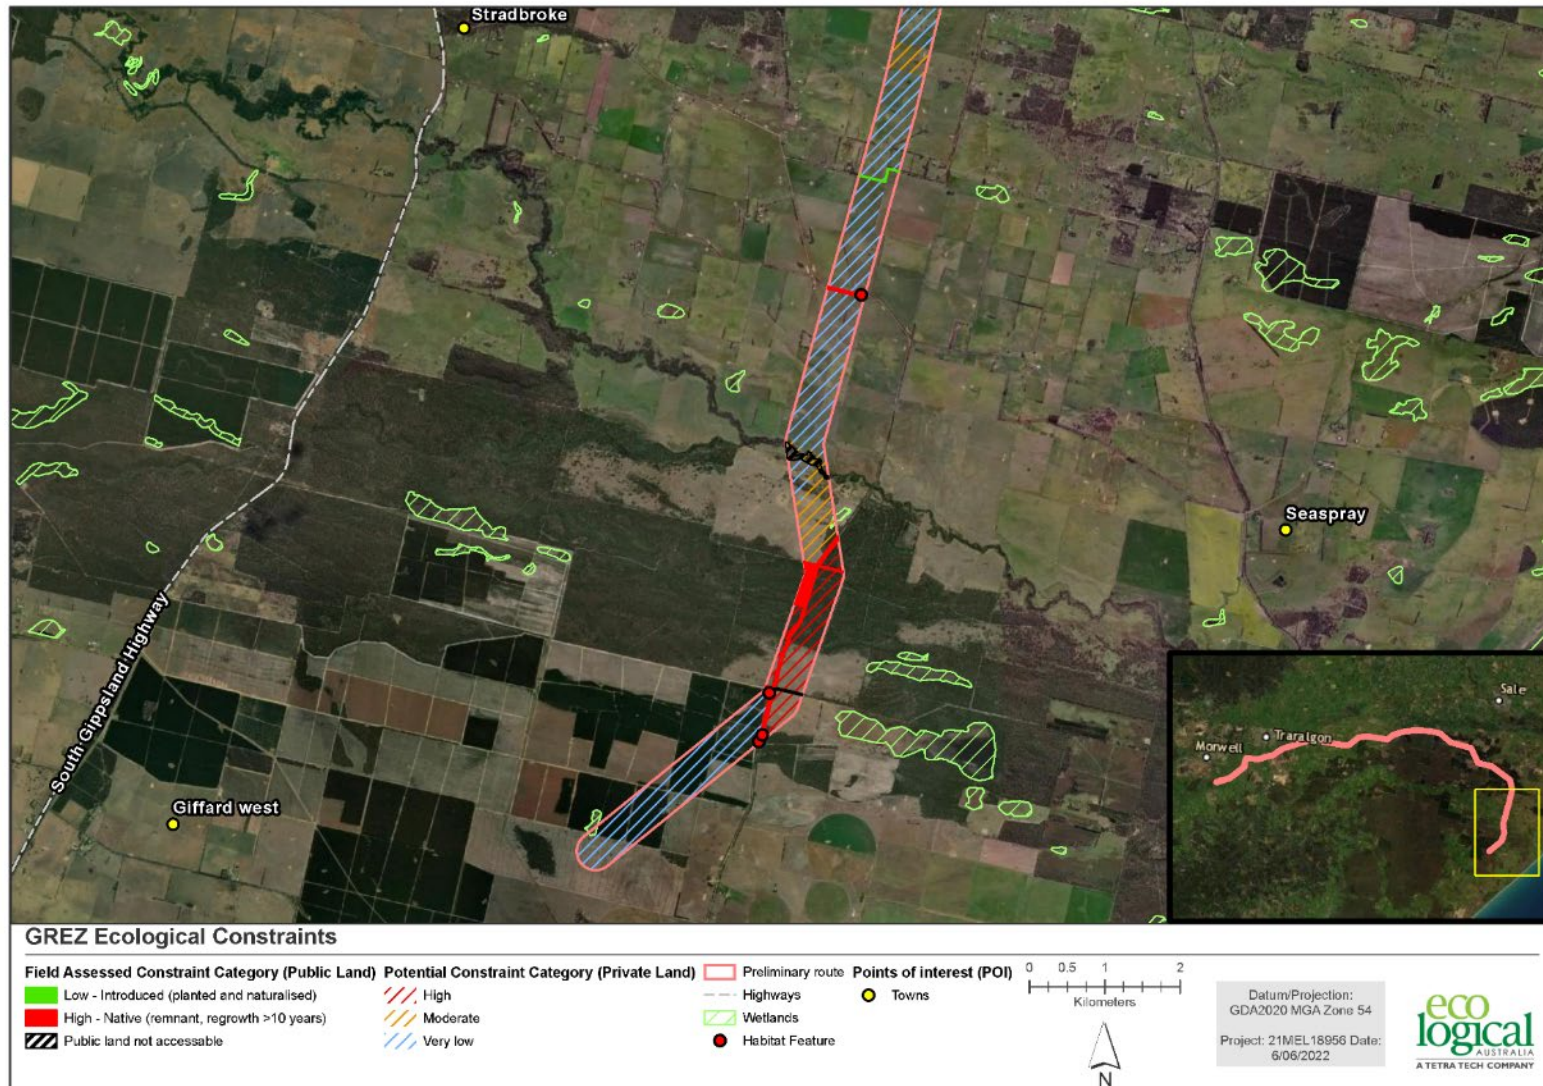 Stradbroke
Seaspray
South Gippsland Highway
Giffard west
Sale
Traralgon
Morwell
GREZ Ecological Constraints
Field Assessed Constraint Category (Public Land)
Low - Introduced (planted and naturalised)
High - Native (remnant, regrowth >10 years)
Public land not accessable
Potential Constraint Category (Private Land)
High
Moderate
Very low
Preliminary route
Highways
Wetlands
Habitat Feature
Points of interest (POI)
Towns
0 0.5 1 2
Kilometers
N
Datum/Projection:
GDA2020 MGA Zone 54
Project: 21MEL18956 Date:
6/06/2022
eco
logical
AUSTRALIA
A TETRA TECH COMPANY